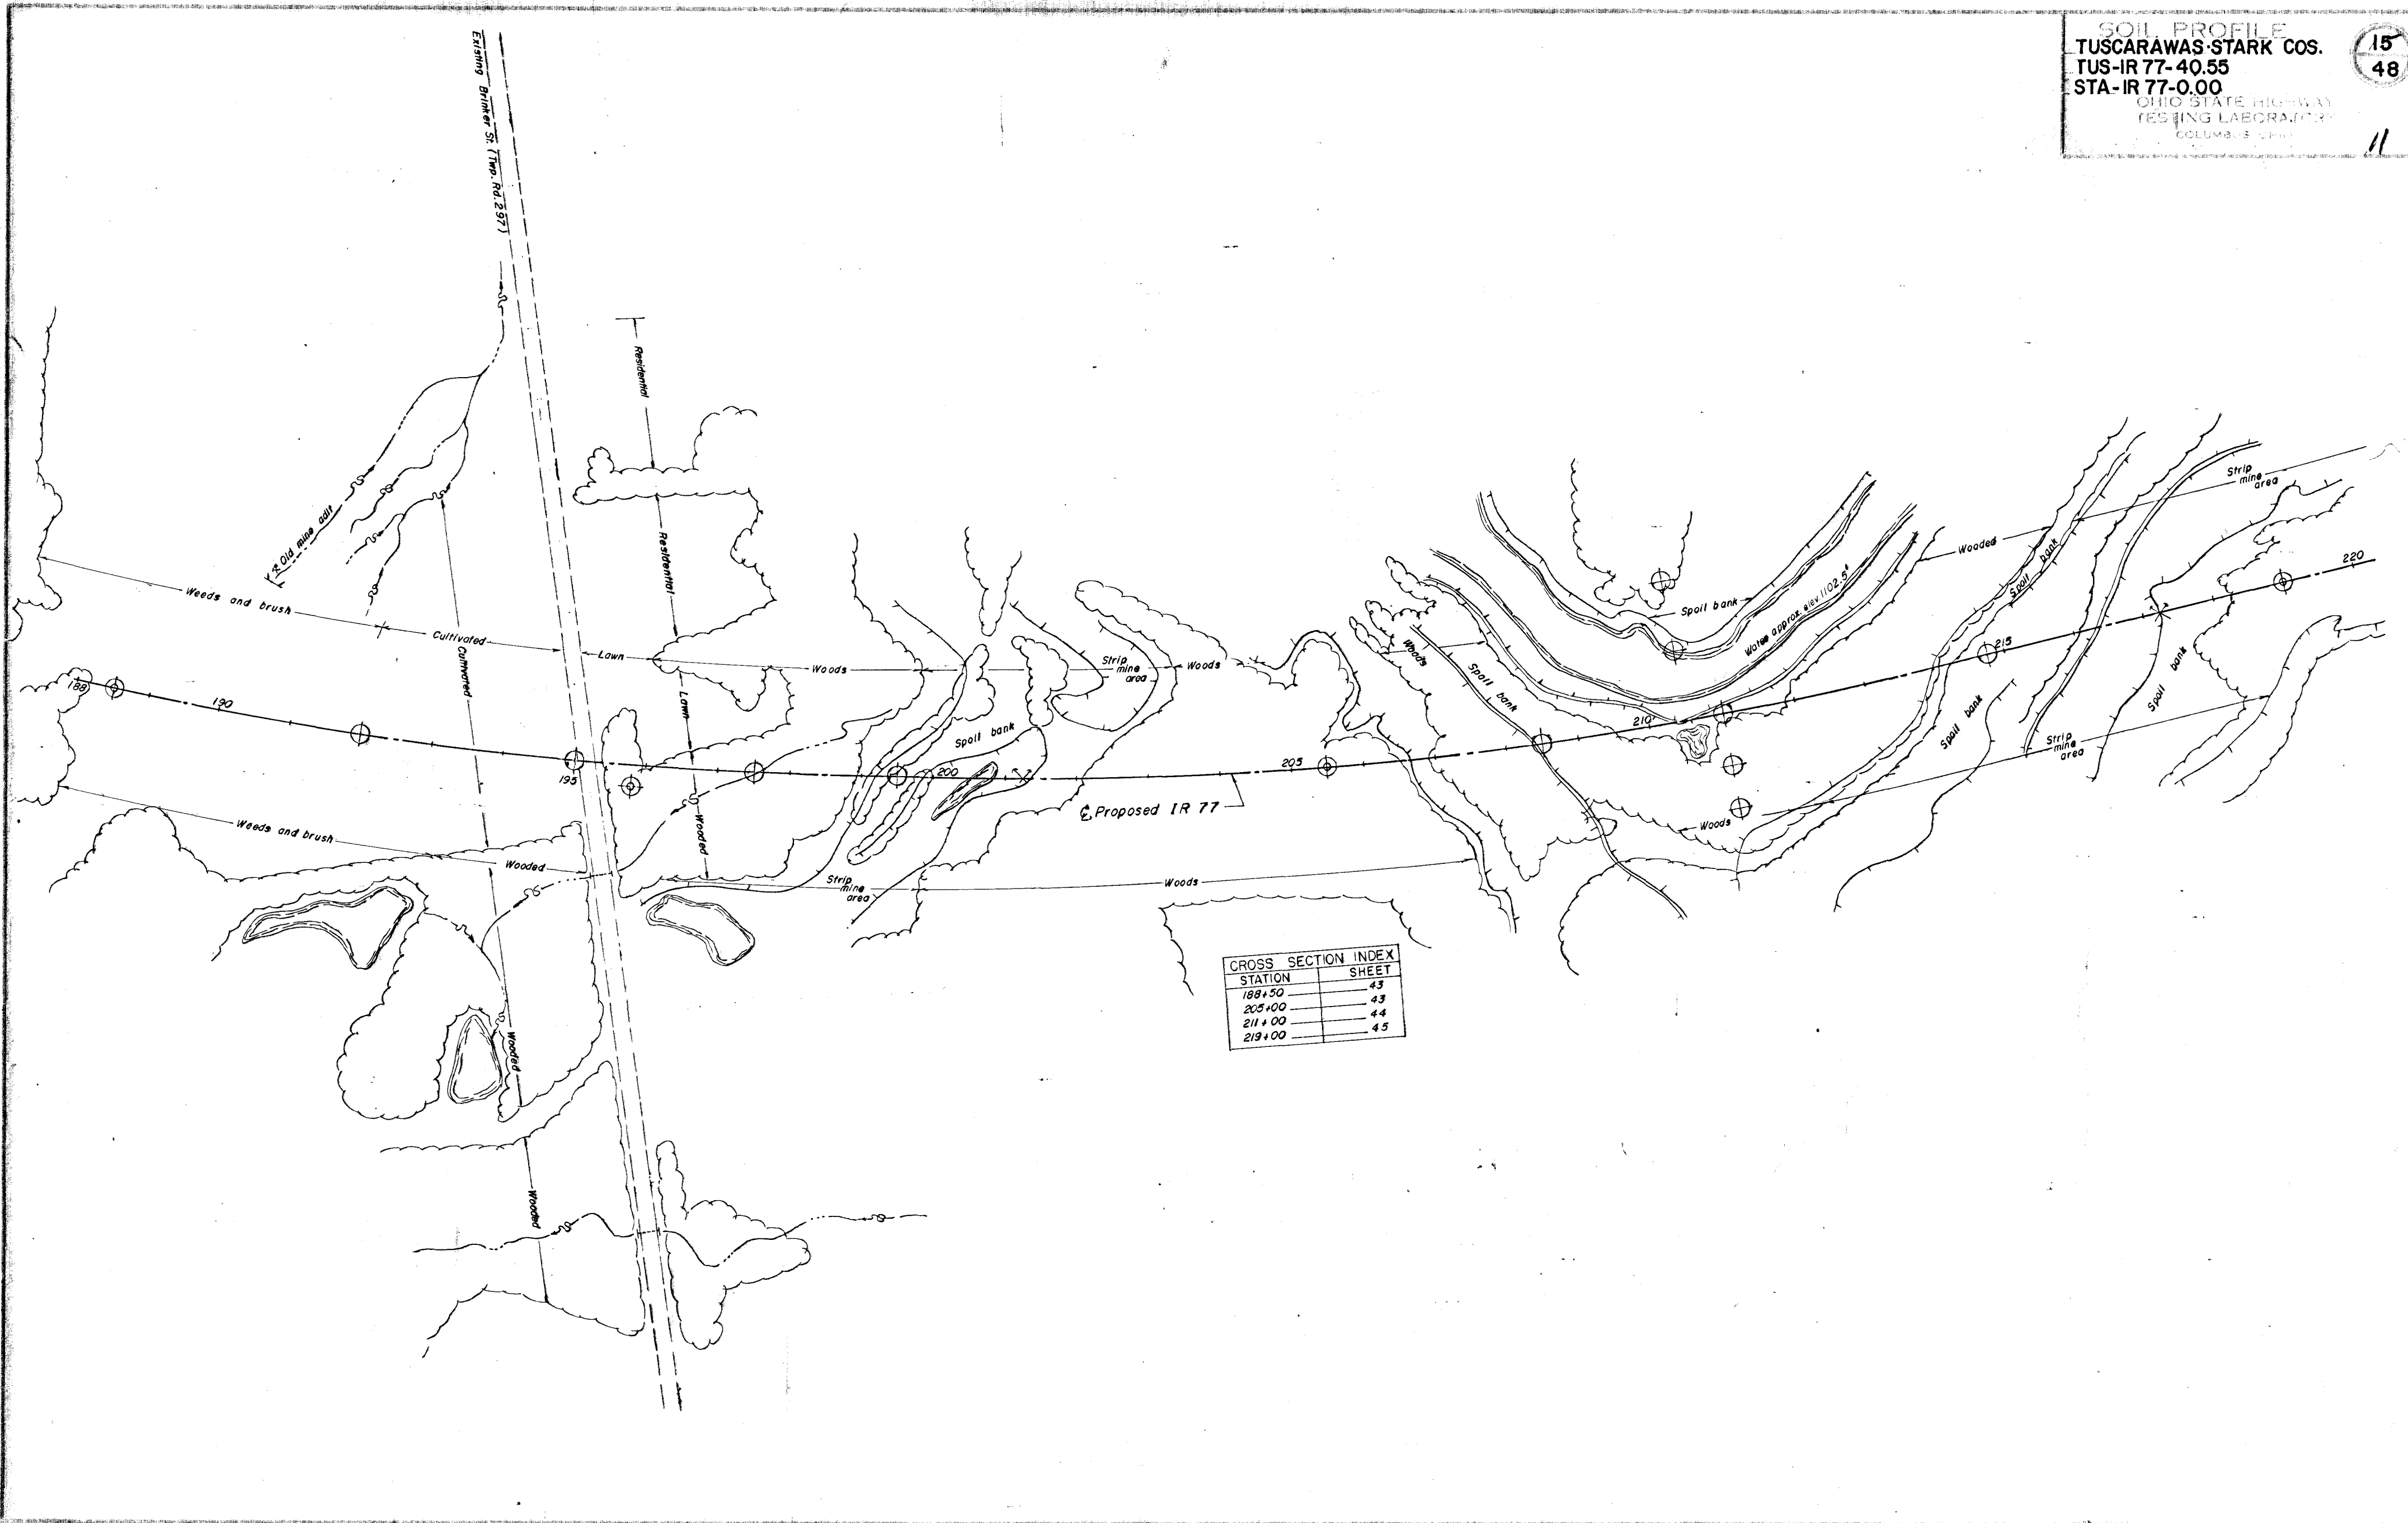 SOIL PROFILE
TUSCARAWAS-STARK COS.
TUS-IR 77-40.55
STA-IR 77-0.00
OHIO STATE HIGHWAY
TESTING LABORATORY
COLUMBUS OHIO
15
48
11
Existing Brinker St. (Twp. Rd. 297)
Residential
Old mine adit
Residential
Weeds and brush
Cultivated
Cultivated
Lawn
Woods
Strip
mine
area
Woods
Lawn
Spoil bank
Woods
Spoil bank
Spoil bank
Water approx. elev. 1102.5'
Wooded
Spoil bank
Strip
mine
area
188
190
195
200
205
210
215
220
Spoil bank
Spoil bank
Strip
mine
area
℄ Proposed IR 77
Weeds and brush
Wooded
Wooded
Strip
mine
area
Woods
Woods
Wooded
Wooded
CROSS SECTION INDEX
STATION SHEET
188+50 43
205+00 43
211+00 44
219+00 45